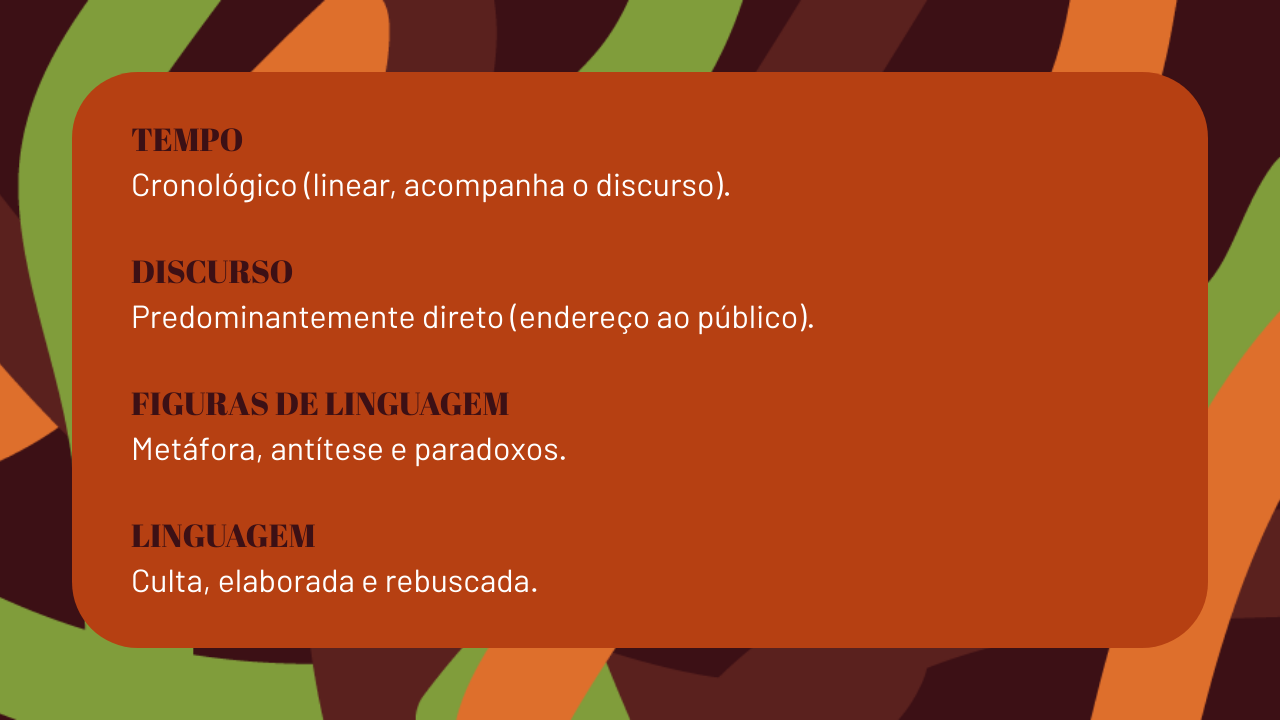 TEMPO
Cronológico (linear, acompanha o discurso).
DISCURSO
Predominantemente direto (endereço ao público).
FIGURAS DE LINGUAGEM
Metáfora, antítese e paradoxos.
LINGUAGEM
Culta, elaborada e rebuscada.